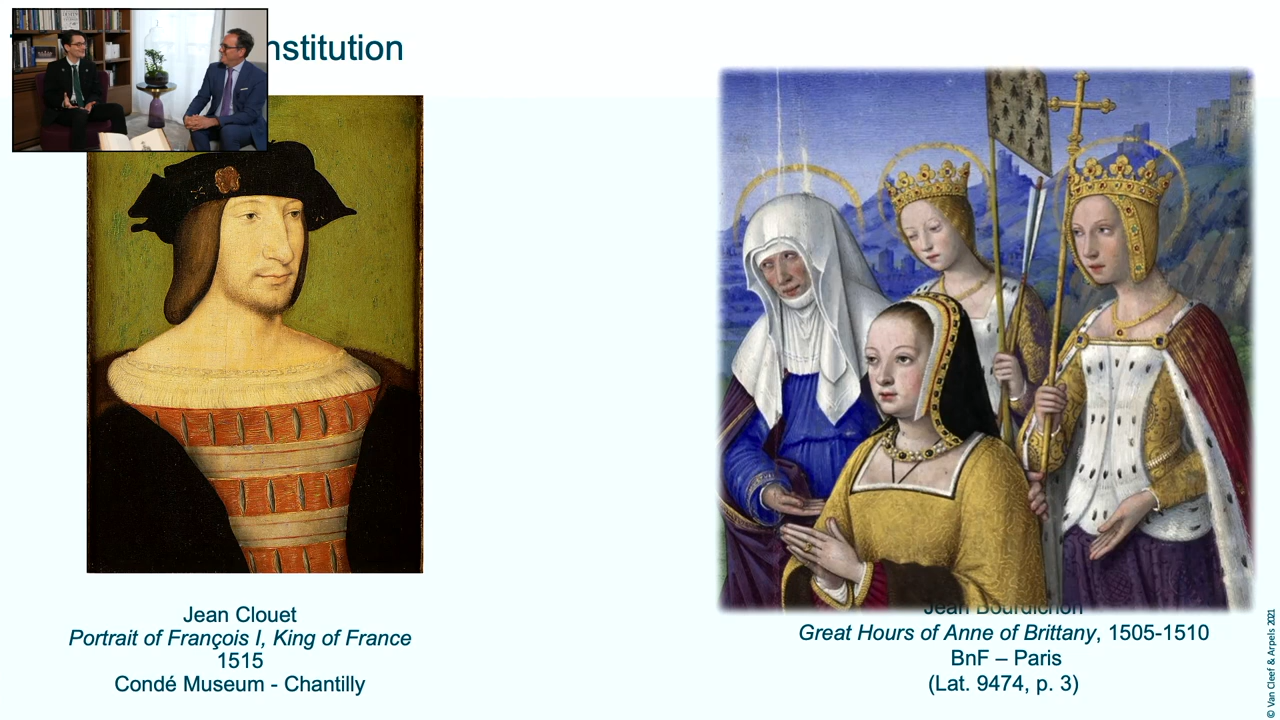 nstitution
Jean Clouet
Portrait of François I, King of France
1515
Condé Museum - Chantilly
Jean Bourdichon
Great Hours of Anne of Brittany, 1505-1510
BnF – Paris
(Lat. 9474, p. 3)
© Van Cleef & Arpels 2021